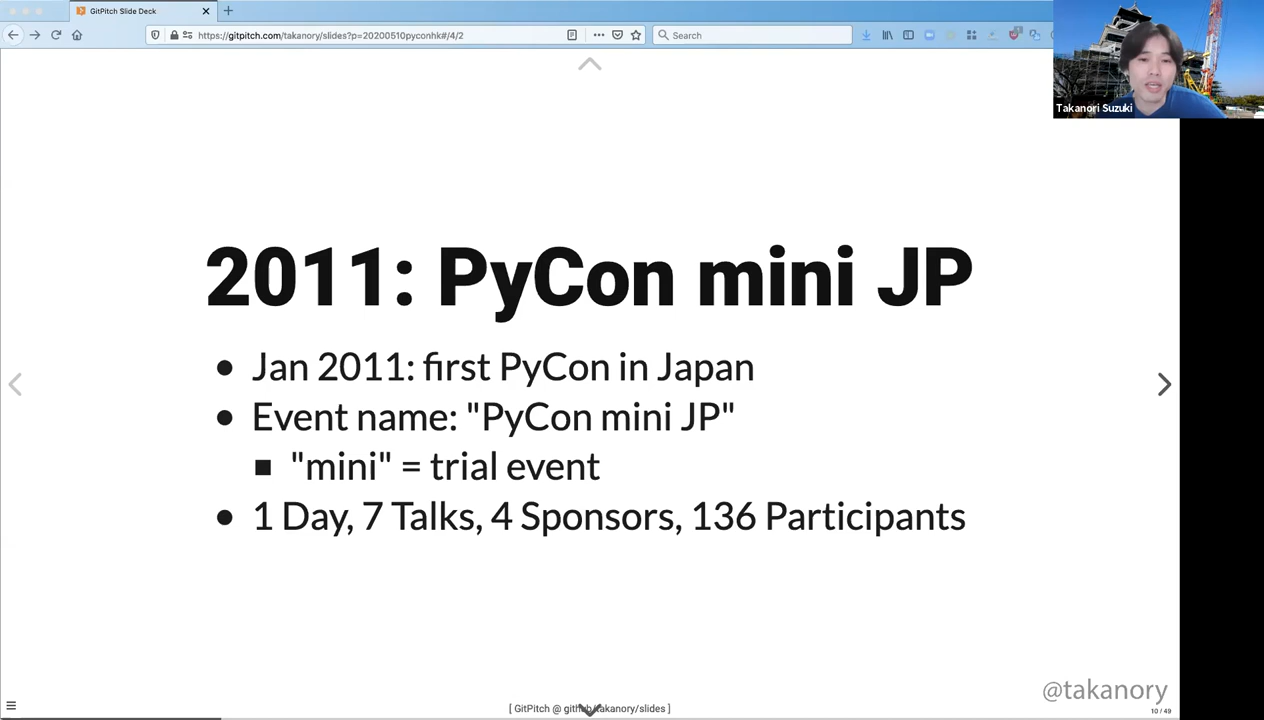 GitPitch Slide Deck
https://gitpitch.com/takanory/slides?p=20200510pyconhk#/4/2
Search
Takanori Suzuki
2011: PyCon mini JP
Jan 2011: first PyCon in Japan
Event name: "PyCon mini JP"
"mini" = trial event
1 Day, 7 Talks, 4 Sponsors, 136 Participants
@takanory
[ GitPitch @ github/takanory/slides ]
10 / 49